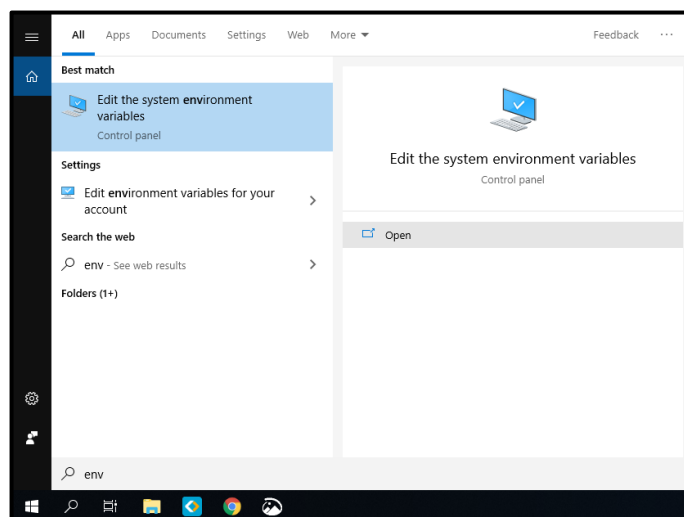 All Apps Documents Settings Web More Feedback ...
Best match
Edit the system environment
variables
Control panel
Settings
Edit environment variables for your
account
Search the web
env - See web results
Folders (1+)
Edit the system environment variables
Control panel
Open
env